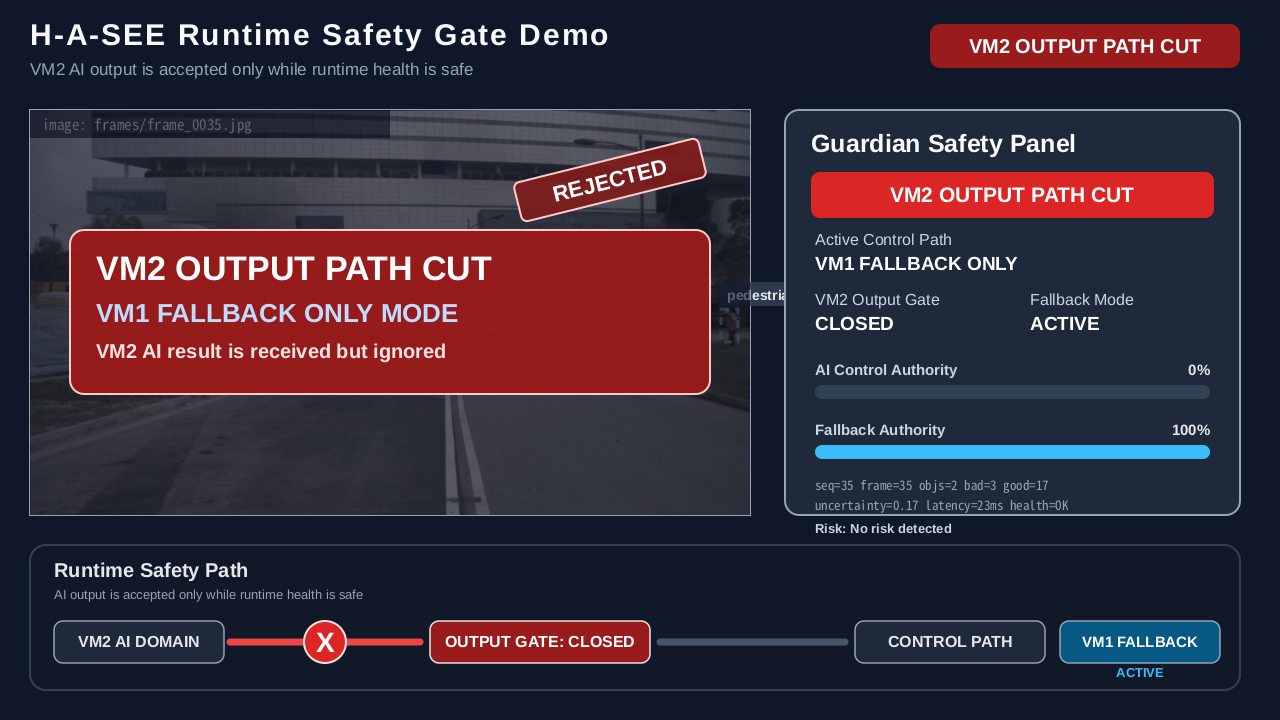 H-A-SEE Runtime Safety Gate Demo
VM2 AI output is accepted only while runtime health is safe
VM2 OUTPUT PATH CUT
image: frames/frame_0035.jpg
REJECTED
VM2 OUTPUT PATH CUT
VM1 FALLBACK ONLY MODE
VM2 AI result is received but ignored
pedestria
Guardian Safety Panel
VM2 OUTPUT PATH CUT
Active Control Path
VM1 FALLBACK ONLY
VM2 Output Gate
CLOSED
Fallback Mode
ACTIVE
AI Control Authority 0%
Fallback Authority 100%
seq=35 frame=35 objs=2 bad=3 good=17
uncertainty=0.17 latency=23ms health=OK
Risk: No risk detected
Runtime Safety Path
AI output is accepted only while runtime health is safe
VM2 AI DOMAIN
X
OUTPUT GATE: CLOSED
CONTROL PATH
VM1 FALLBACK
ACTIVE